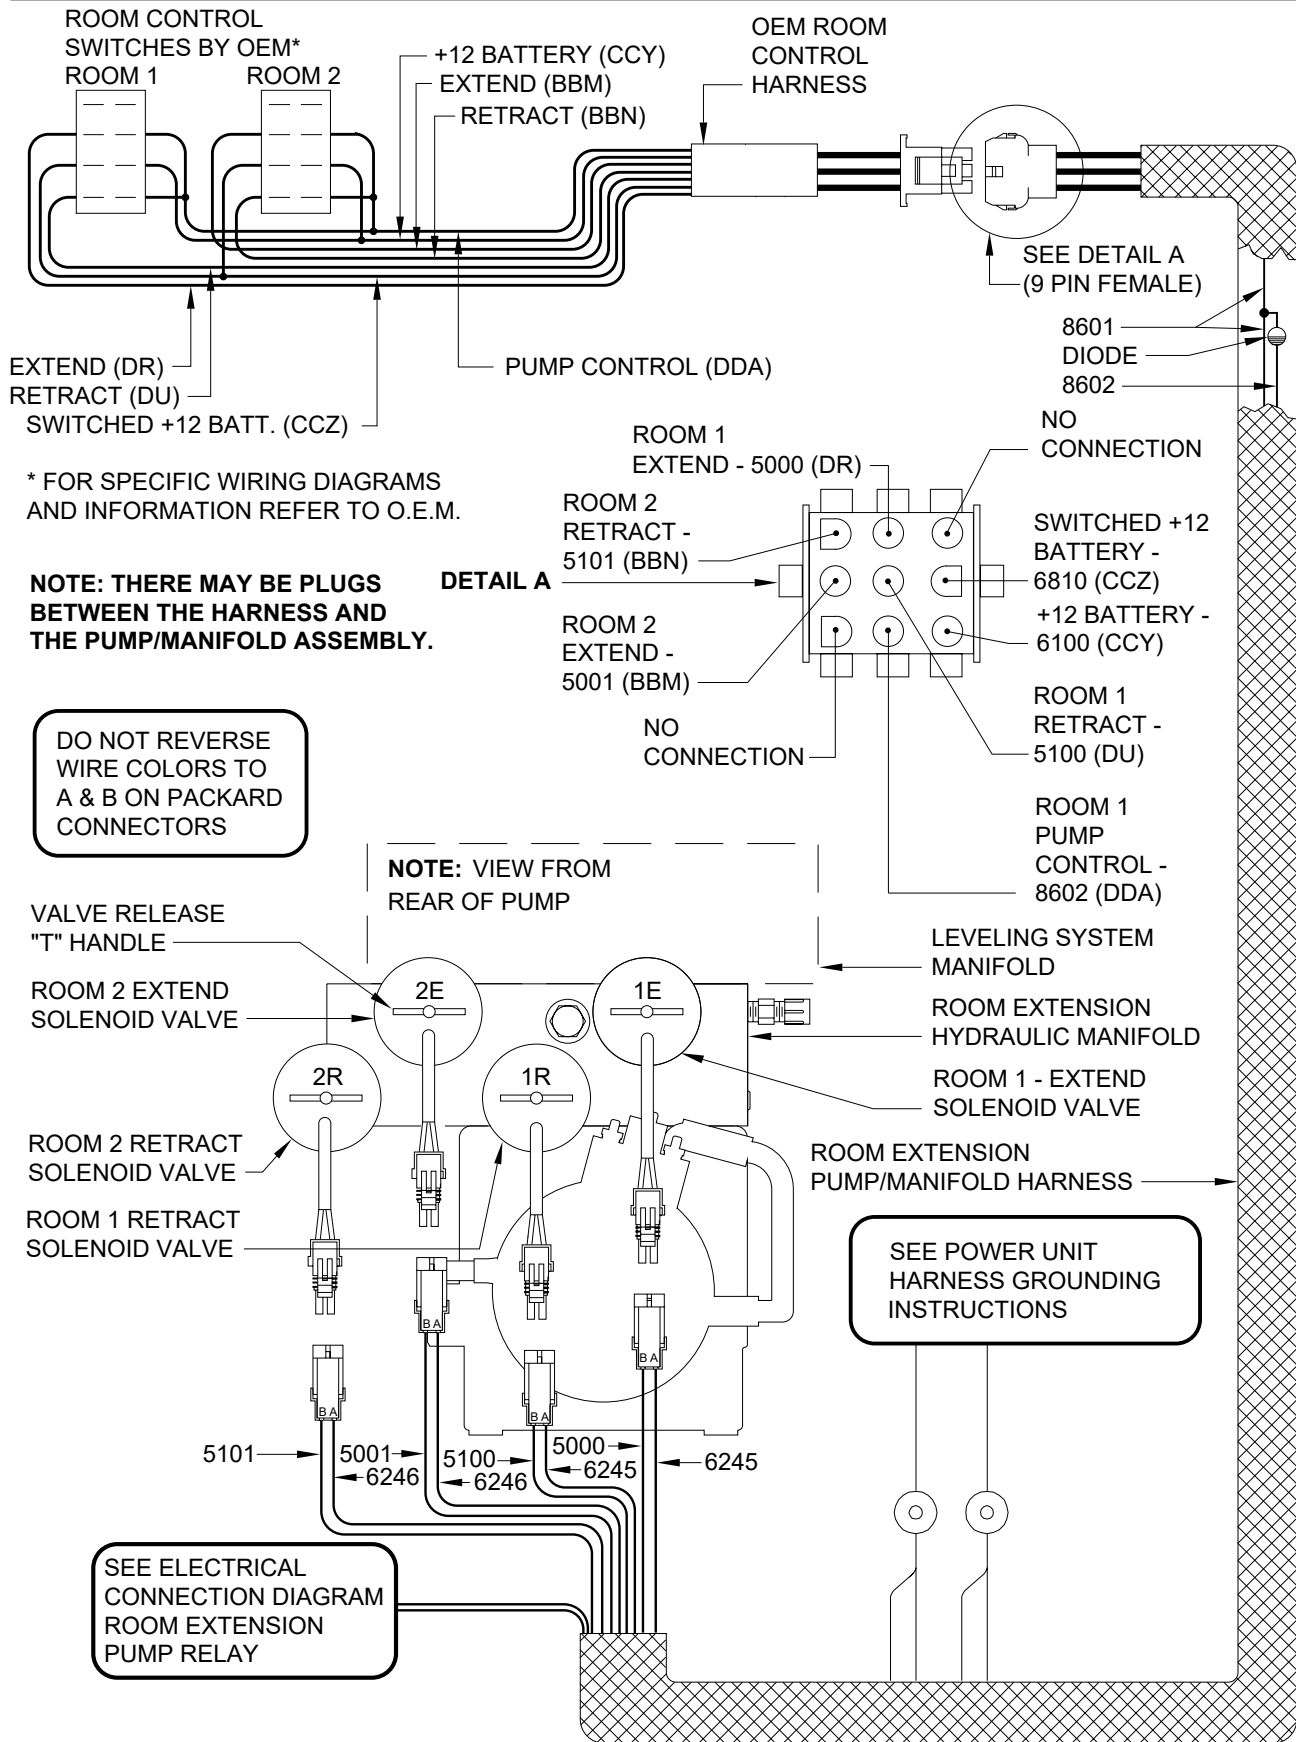 ROOM CONTROL
SWITCHES BY OEM*
ROOM 1
ROOM 2
+12 BATTERY (CCY)
EXTEND (BBM)
RETRACT (BBN)
OEM ROOM
CONTROL
HARNESS
SEE DETAIL A
(9 PIN FEMALE)
8601
DIODE
8602
EXTEND (DR)
RETRACT (DU)
SWITCHED +12 BATT. (CCZ)
PUMP CONTROL (DDA)
* FOR SPECIFIC WIRING DIAGRAMS
AND INFORMATION REFER TO O.E.M.
NOTE: THERE MAY BE PLUGS
BETWEEN THE HARNESS AND
THE PUMP/MANIFOLD ASSEMBLY.
DETAIL A
ROOM 1
EXTEND - 5000 (DR)
NO
CONNECTION
ROOM 2
RETRACT -
5101 (BBN)
SWITCHED +12
BATTERY -
6810 (CCZ)
+12 BATTERY -
6100 (CCY)
ROOM 2
EXTEND -
5001 (BBM)
NO
CONNECTION
ROOM 1
RETRACT -
5100 (DU)
ROOM 1
PUMP
CONTROL -
8602 (DDA)
DO NOT REVERSE
WIRE COLORS TO
A & B ON PACKARD
CONNECTORS
NOTE: VIEW FROM
REAR OF PUMP
VALVE RELEASE
"T" HANDLE
ROOM 2 EXTEND
SOLENOID VALVE
LEVELING SYSTEM
MANIFOLD
ROOM EXTENSION
HYDRAULIC MANIFOLD
ROOM 1 - EXTEND
SOLENOID VALVE
2E
1E
2R
1R
ROOM 2 RETRACT
SOLENOID VALVE
ROOM 1 RETRACT
SOLENOID VALVE
ROOM EXTENSION
PUMP/MANIFOLD HARNESS
SEE POWER UNIT
HARNESS GROUNDING
INSTRUCTIONS
B A
B A
B A
B A
5101
5001
5100
5000
6245
6246
6246
6245
SEE ELECTRICAL
CONNECTION DIAGRAM
ROOM EXTENSION
PUMP RELAY